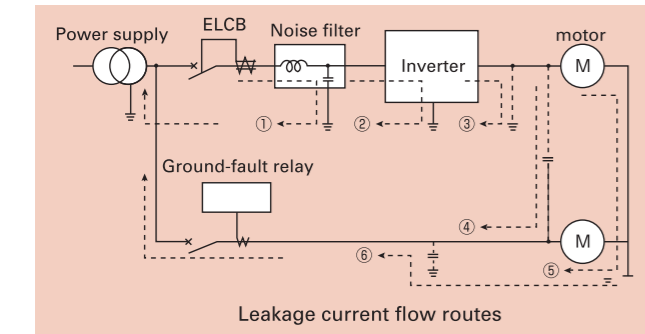 ELCB
Power supply
Noise filter
motor
Inverter
M
①
②
③
Ground-fault relay
④
M
⑥
⑤
Leakage current flow routes